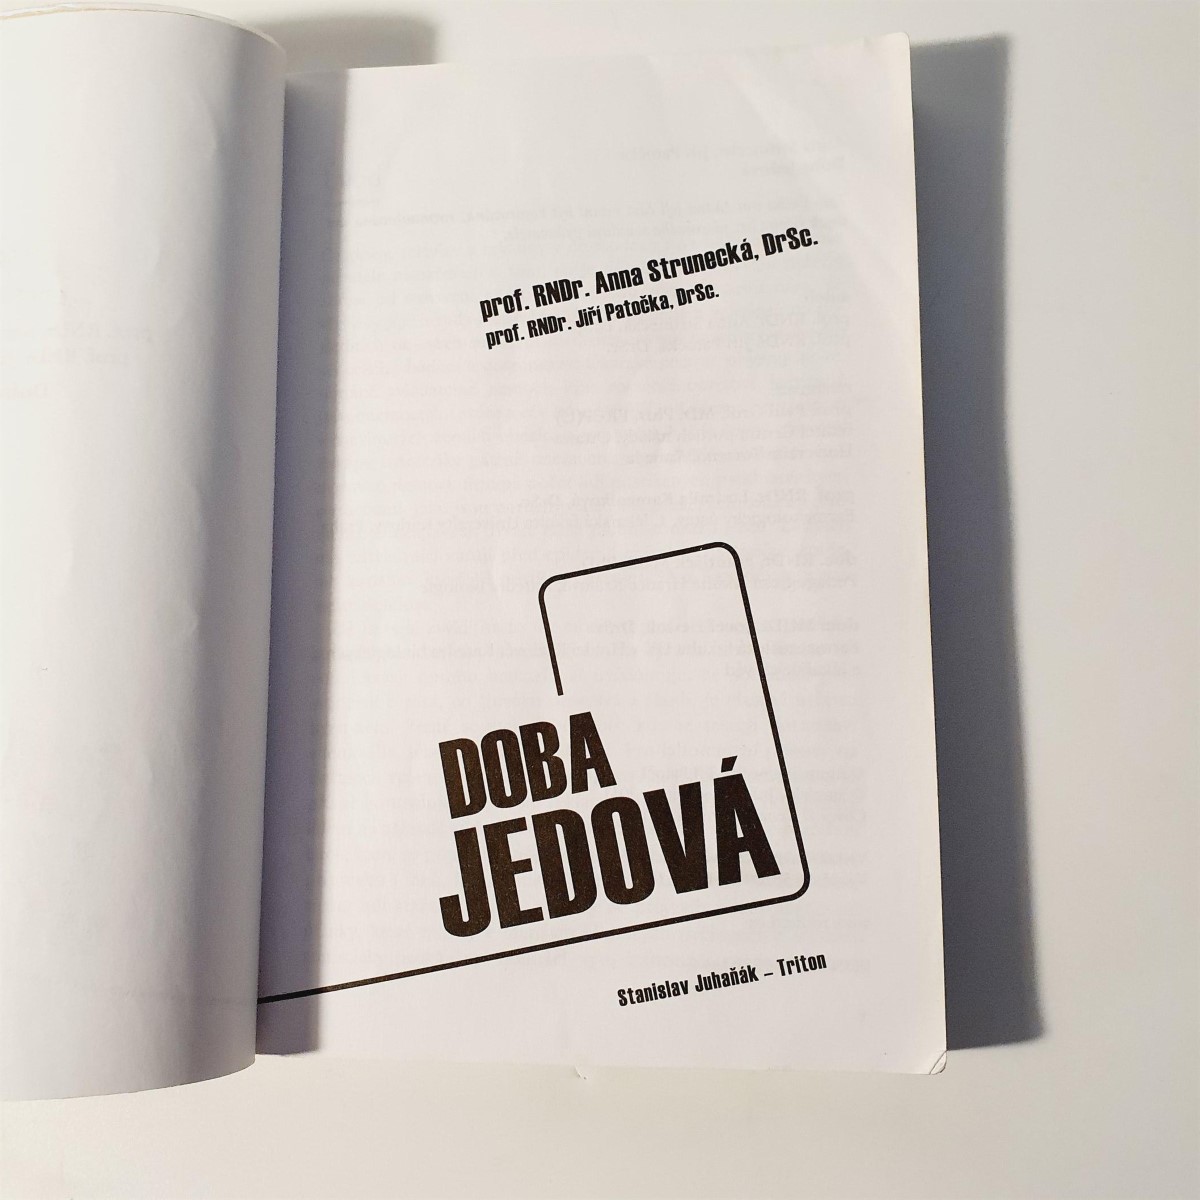 prof. RNDr. Anna Strunecká, DrSc.
prof. RNDr. Jiří Patočka, DrSc.
DOBA
JEDOVÁ
Stanislav Juhaňák – Triton